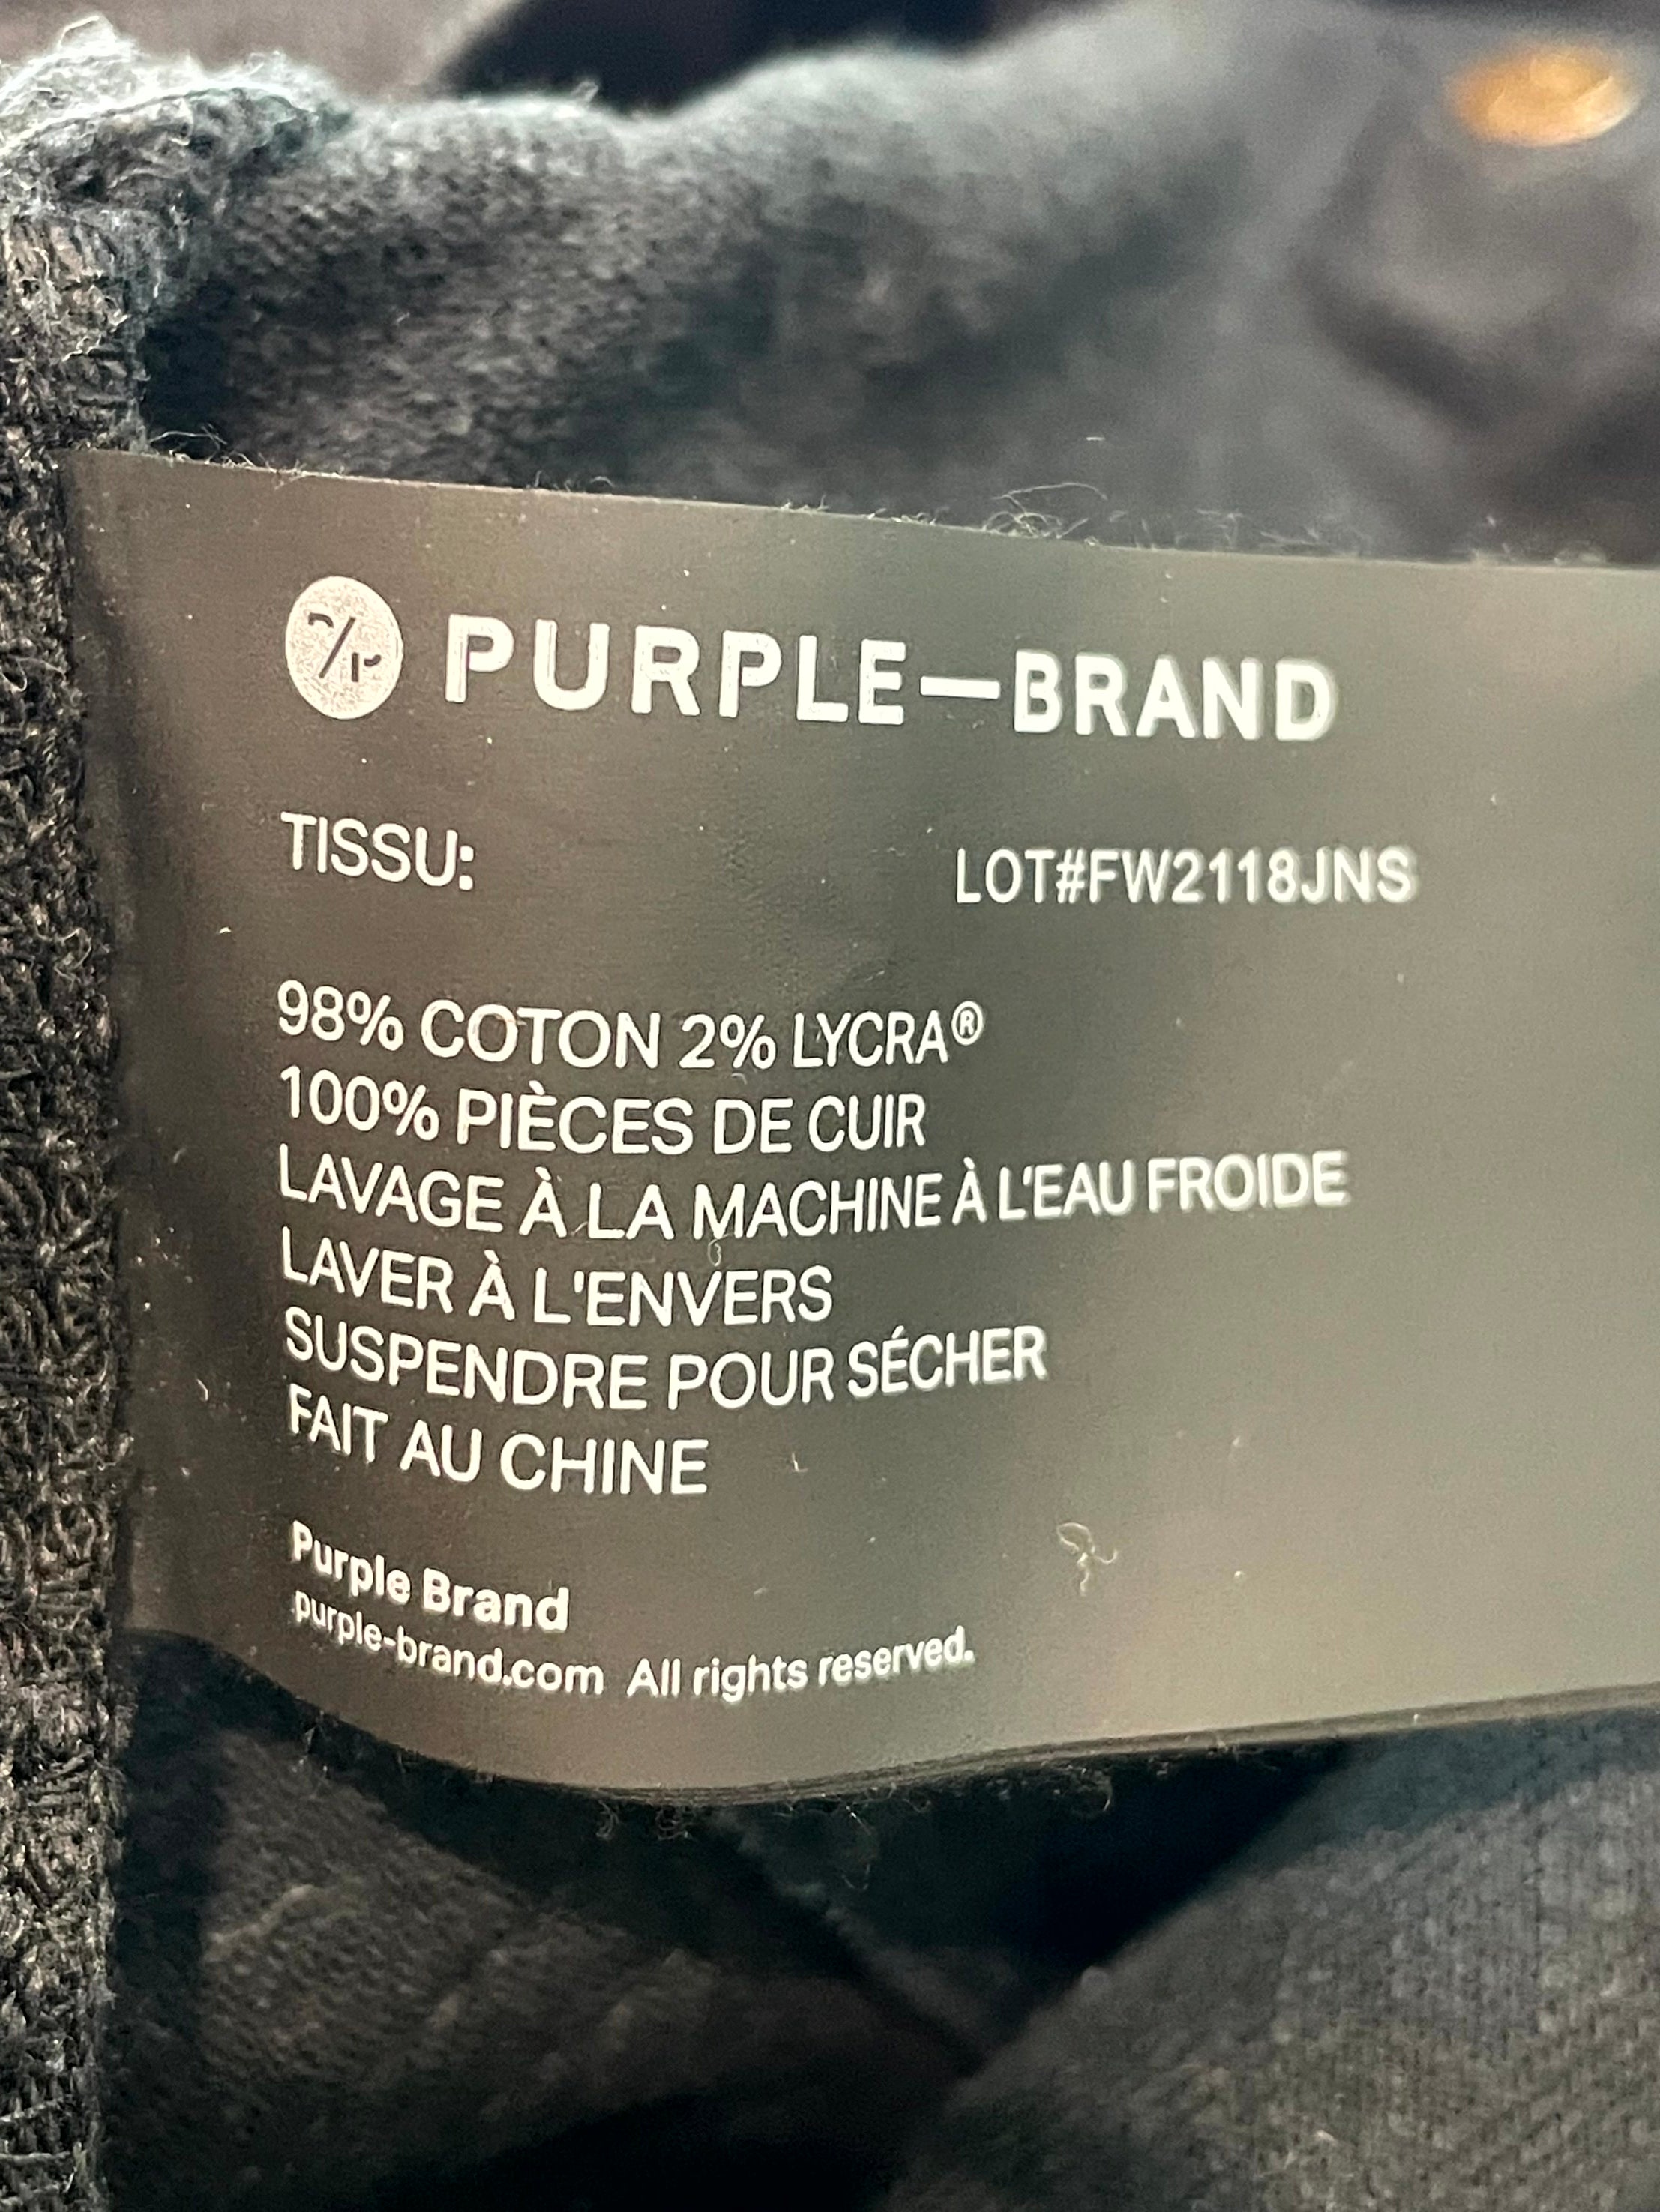 PURPLE—BRAND
TISSU:
LOT#FW2118JNS
98% COTON 2% LYCRA®
100% PIÈCES DE CUIR
LAVAGE À LA MACHINE À L'EAU FROIDE
LAVER À L'ENVERS
SUSPENDRE POUR SÉCHER
FAIT AU CHINE
Purple Brand
purple-brand.com All rights reserved.